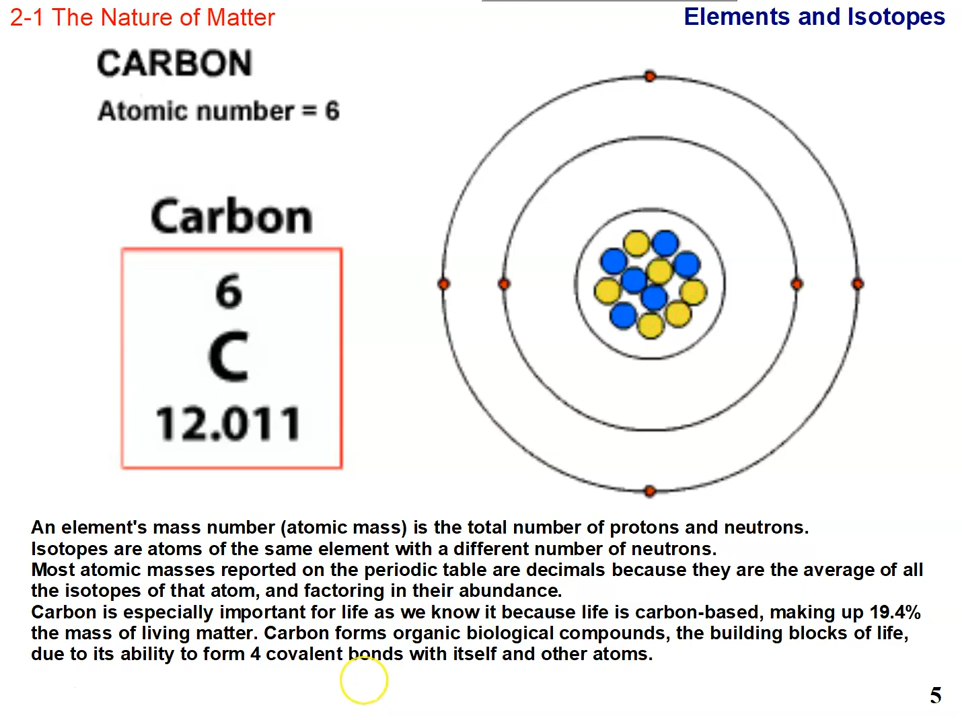 2-1 The Nature of Matter
Elements and Isotopes
CARBON
Atomic number = 6
Carbon
6
C
12.011
An element's mass number (atomic mass) is the total number of protons and neutrons.
Isotopes are atoms of the same element with a different number of neutrons.
Most atomic masses reported on the periodic table are decimals because they are the average of all
the isotopes of that atom, and factoring in their abundance.
Carbon is especially important for life as we know it because life is carbon-based, making up 19.4%
the mass of living matter. Carbon forms organic biological compounds, the building blocks of life,
due to its ability to form 4 covalent bonds with itself and other atoms.
5